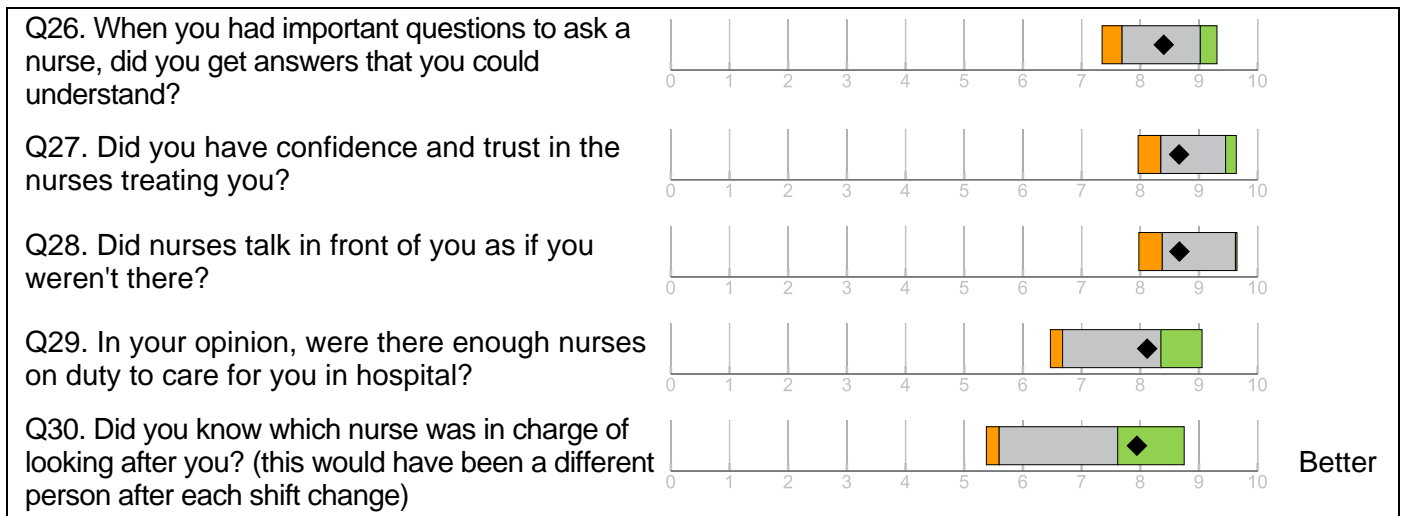 Q26. When you had important questions to ask a
nurse, did you get answers that you could
understand?
0 1 2 3 4 5 6 7 8 9 10
Q27. Did you have confidence and trust in the
nurses treating you?
0 1 2 3 4 5 6 7 8 9 10
Q28. Did nurses talk in front of you as if you
weren't there?
0 1 2 3 4 5 6 7 8 9 10
Q29. In your opinion, were there enough nurses
on duty to care for you in hospital?
0 1 2 3 4 5 6 7 8 9 10
Q30. Did you know which nurse was in charge of
looking after you? (this would have been a different
person after each shift change)
0 1 2 3 4 5 6 7 8 9 10
Better